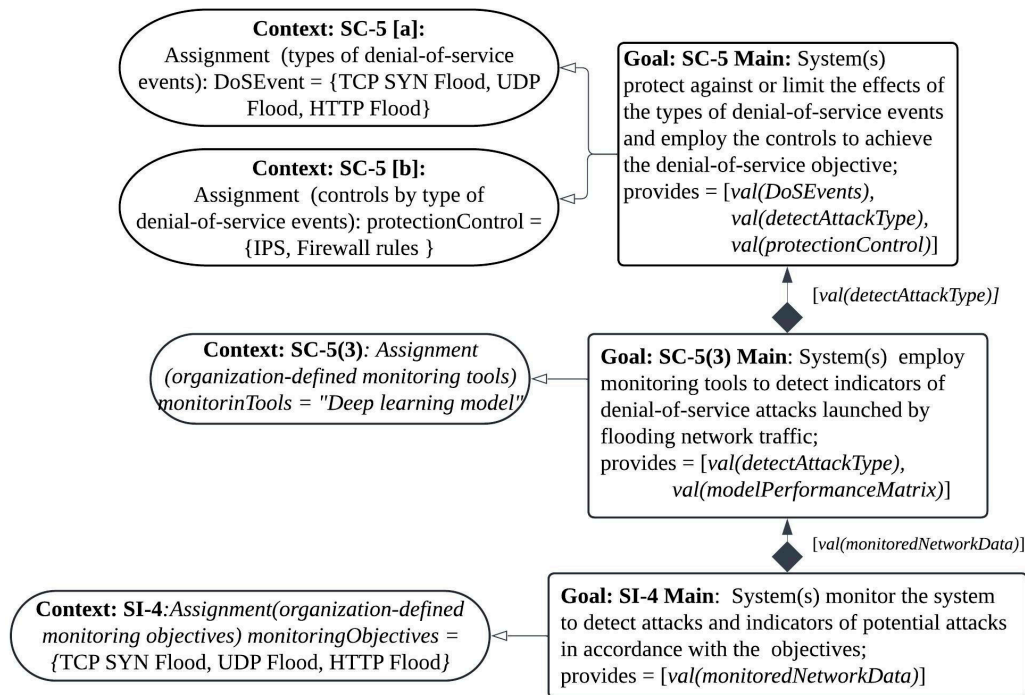 Context: SC-5 [a]:
Assignment (types of denial-of-service
events): DoSEvent = {TCP SYN Flood, UDP
Flood, HTTP Flood}
Goal: SC-5 Main: System(s)
protect against or limit the effects of
the types of denial-of-service events
and employ the controls to achieve
the denial-of-service objective;
provides = [val(DoSEvents),
val(detectAttackType),
val(protectionControl)]
Context: SC-5 [b]:
Assignment (controls by type of
denial-of-service events): protectionControl =
{IPS, Firewall rules }
[val(detectAttackType)]
Context: SC-5(3): Assignment
(organization-defined monitoring tools)
monitorinTools = "Deep learning model"
Goal: SC-5(3) Main: System(s) employ
monitoring tools to detect indicators of
denial-of-service attacks launched by
flooding network traffic;
provides = [val(detectAttackType),
val(modelPerformanceMatrix)]
[val(monitoredNetworkData)]
Context: SI-4:Assignment(organization-defined
monitoring objectives) monitoringObjectives =
{TCP SYN Flood, UDP Flood, HTTP Flood}
Goal: SI-4 Main: System(s) monitor the system
to detect attacks and indicators of potential attacks
in accordance with the objectives;
provides = [val(monitoredNetworkData)]